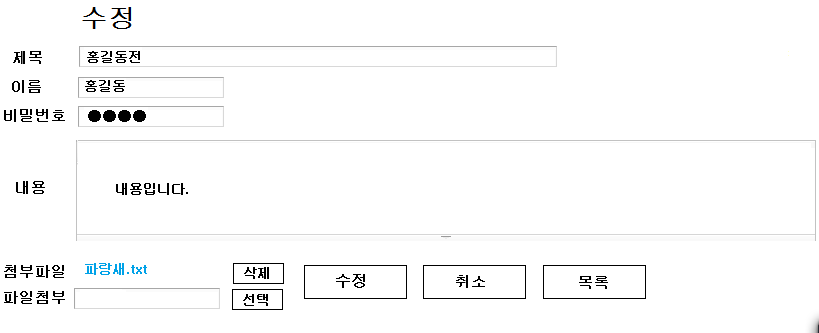 수정
제목 홍길동전
이름 홍길동
비밀번호 ●●●●
내용 내용입니다.
첨부파일 파랑새.txt 삭제 수정 취소 목록
파일첨부 선택